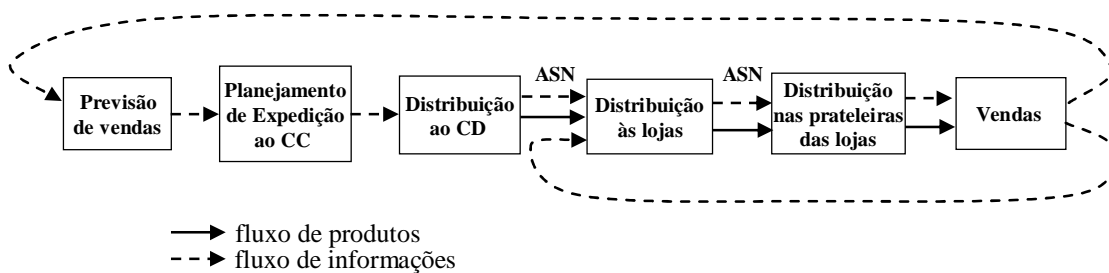 Previsão
de vendas
Planejamento
de Expedição
ao CC
Distribuição
ao CD
ASN
Distribuição
às lojas
ASN
Distribuição
nas prateleiras
das lojas
Vendas
fluxo de produtos
fluxo de informações